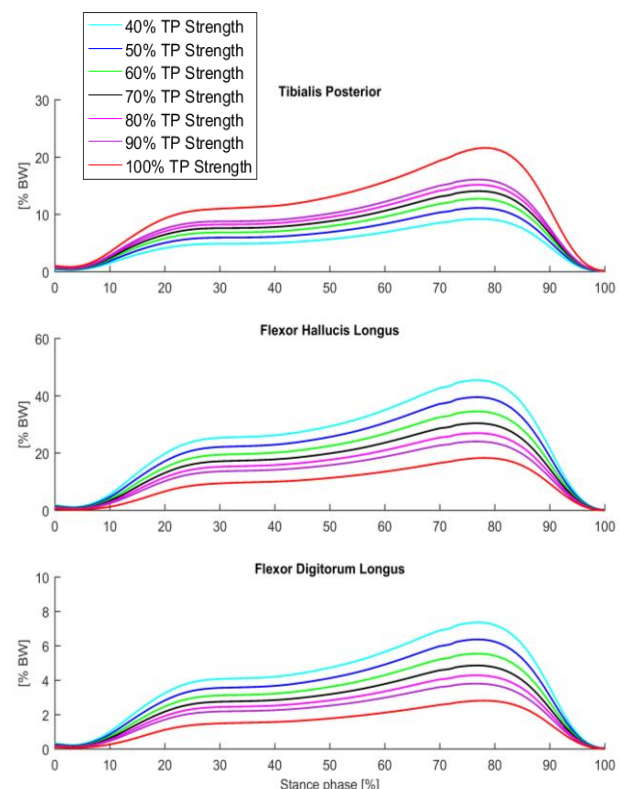 40% TP Strength
50% TP Strength
60% TP Strength
70% TP Strength
80% TP Strength
90% TP Strength
100% TP Strength
Tibialis Posterior
30
20
10
0
[% BW]
0 10 20 30 40 50 60 70 80 90 100
Flexor Hallucis Longus
60
40
20
0
[% BW]
0 10 20 30 40 50 60 70 80 90 100
Flexor Digitorum Longus
10
8
6
4
2
0
[% BW]
0 10 20 30 40 50 60 70 80 90 100
Stance phase [%]